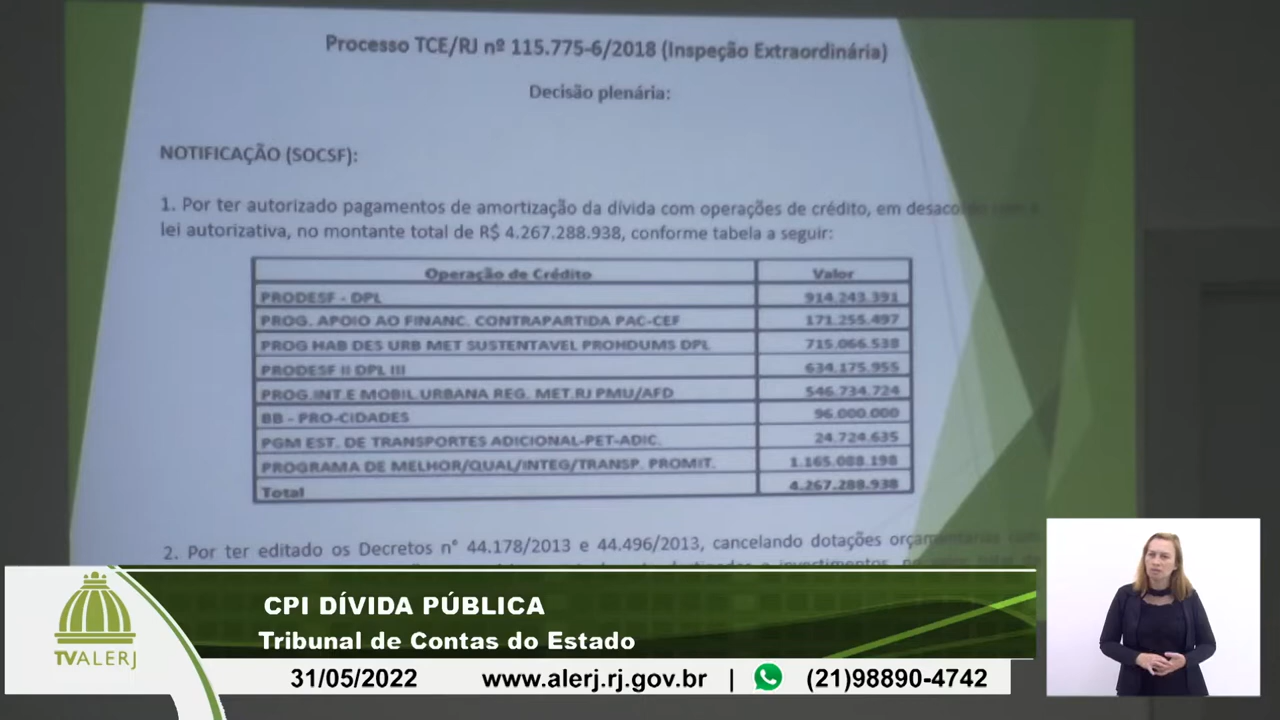 Processo TCE/RJ nº 115.775-6/2018 (Inspeção Extraordinária)
Decisão plenária:
NOTIFICAÇÃO (SOCSF):
1. Por ter autorizado pagamentos de amortização da dívida com operações de crédito, em desacordo com a
lei autorizativa, no montante total de R$ 4.267.288.938, conforme tabela a seguir:
Operação de Crédito Valor
PRODESF - DPL 914.243.391
PROG. APOIO AO FINANC. CONTRAPARTIDA PAC-CEF 171.255.497
PROG HAB DES URB MET SUSTENTAVEL PROHDUMS DPL 715.066.538
PRODESF II DPL III 634.175.955
PROG.INT.E MOBIL.URBANA REG. MET.RJ PMU/AFD 546.734.724
BB - PRO-CIDADES 96.000.000
PGM EST. DE TRANSPORTES ADICIONAL-PET-ADIC. 24.724.635
PROGRAMA DE MELHOR/QUAL/INTEG/TRANSP. PROMIT. 1.165.088.198
Total 4.267.288.938
2. Por ter editado os Decretos n° 44.178/2013 e 44.496/2013, cancelando dotações orçamentárias com
CPI DÍVIDA PÚBLICA
Tribunal de Contas do Estado
TVALERJ
31/05/2022 www.alerj.rj.gov.br | (21)98890-4742